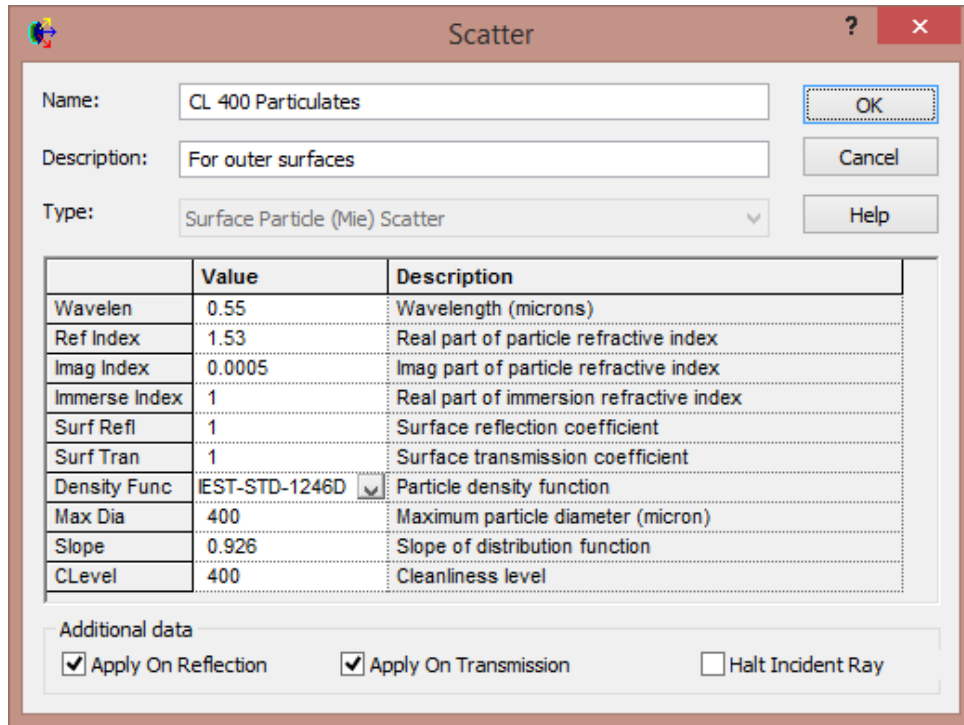 Scatter ? ×
Name: CL 400 Particulates OK
Description: For outer surfaces Cancel
Type: Surface Particle (Mie) Scatter Help
Value Description
Wavelen 0.55 Wavelength (microns)
Ref Index 1.53 Real part of particle refractive index
Imag Index 0.0005 Imag part of particle refractive index
Immerse Index 1 Real part of immersion refractive index
Surf Refl 1 Surface reflection coefficient
Surf Tran 1 Surface transmission coefficient
Density Func IEST-STD-1246D Particle density function
Max Dia 400 Maximum particle diameter (micron)
Slope 0.926 Slope of distribution function
CLevel 400 Cleanliness level
Additional data
Apply On Reflection Apply On Transmission Halt Incident Ray